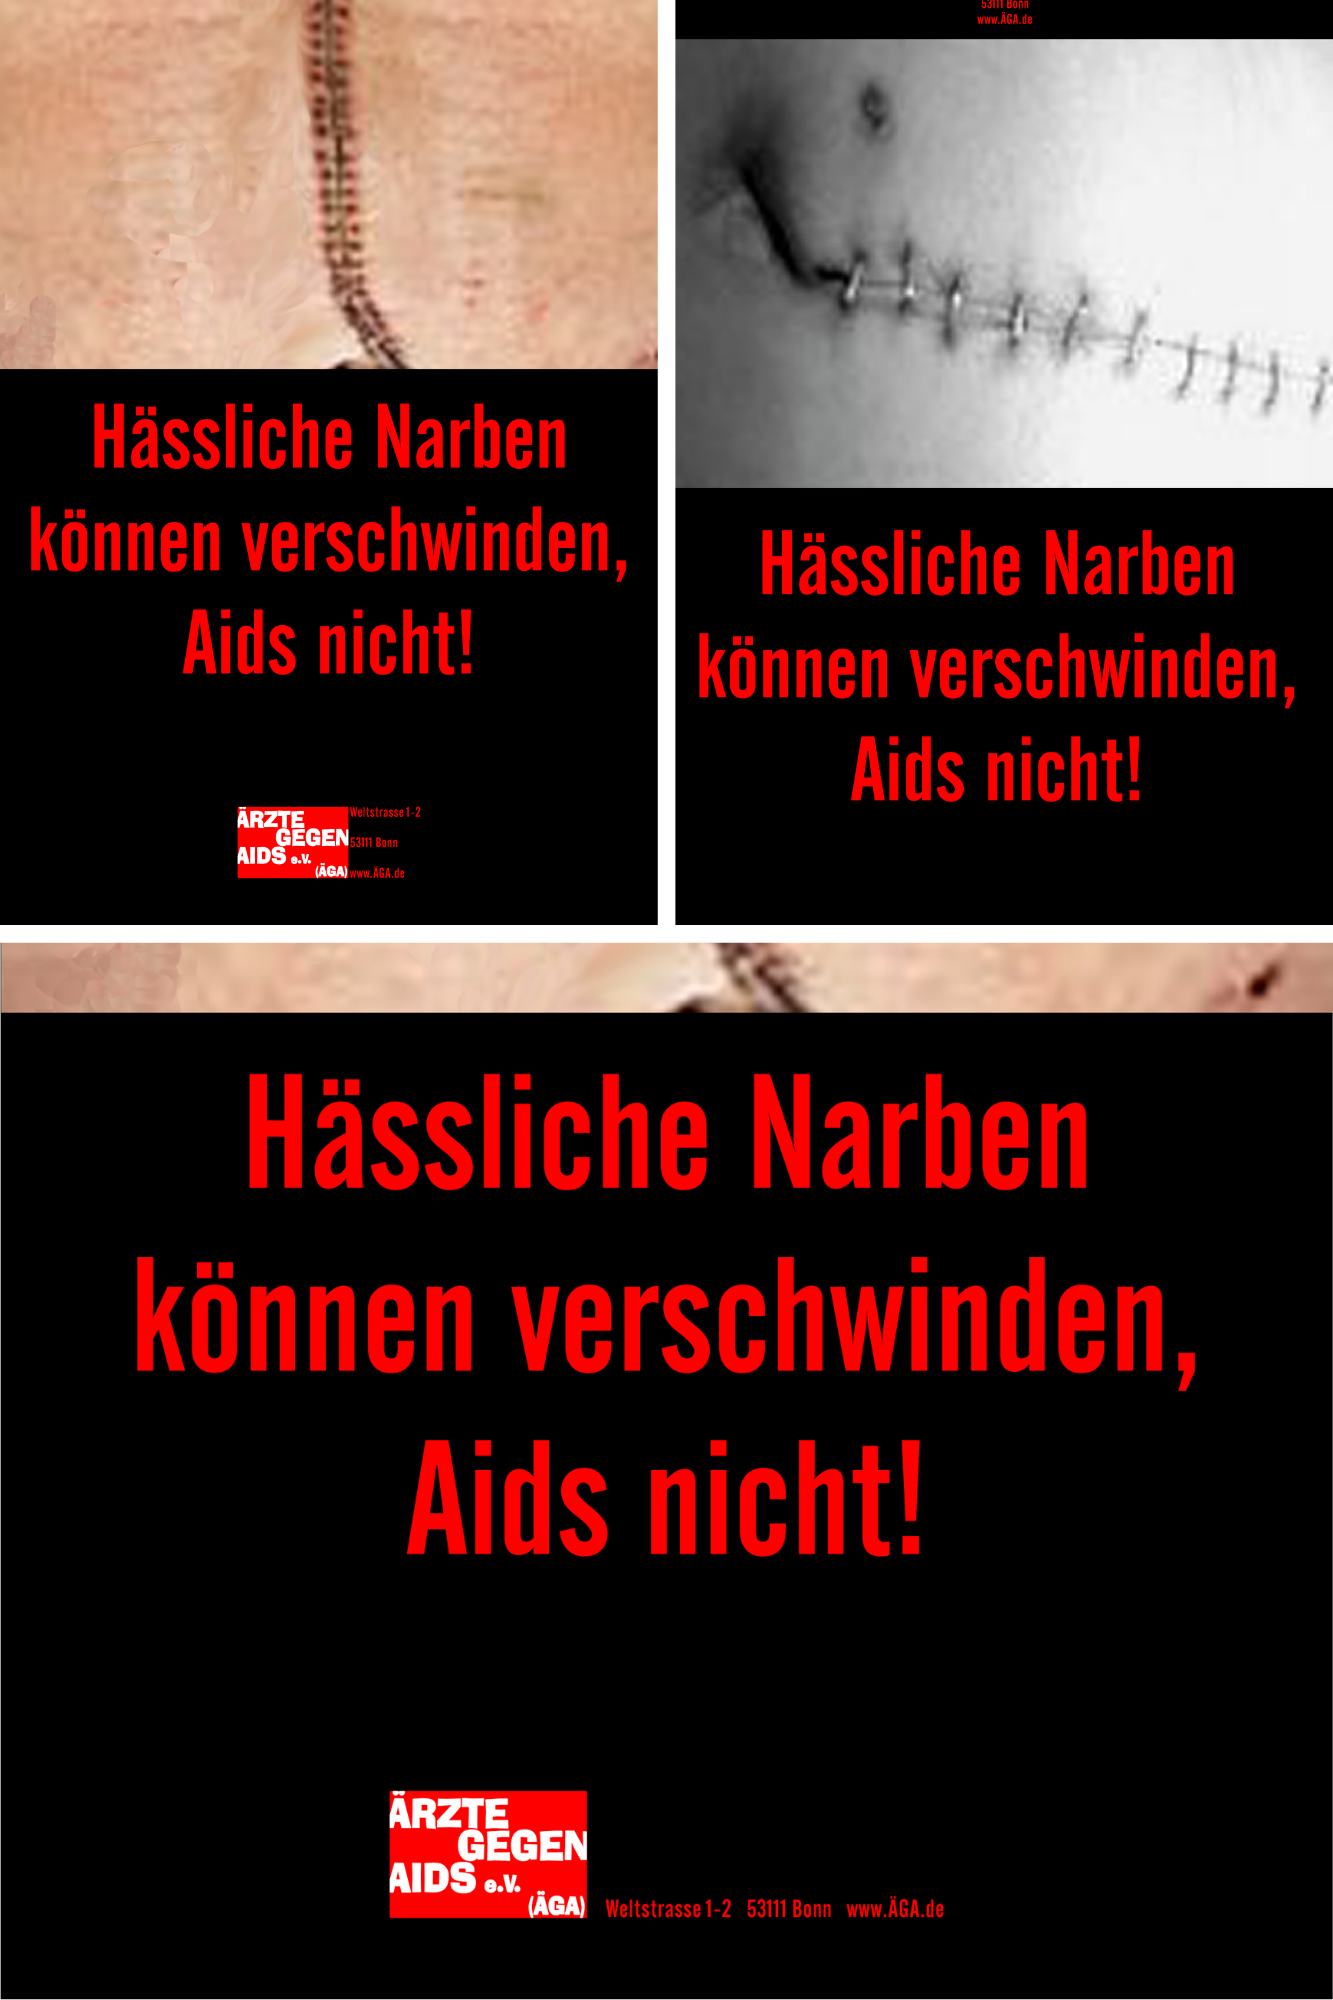 Hässliche Narben
können verschwinden,
Aids nicht!
ÄRZTE
GEGEN
AIDS e.V.
(ÄGA)
Weltstrasse 1-2
53111 Bonn
www.ÄGA.de
53111 Bonn
www.ÄGA.de
Hässliche Narben
können verschwinden,
Aids nicht!
Hässliche Narben
können verschwinden,
Aids nicht!
ÄRZTE
GEGEN
AIDS e.V.
(ÄGA)
Weltstrasse 1-2 53111 Bonn www.ÄGA.de